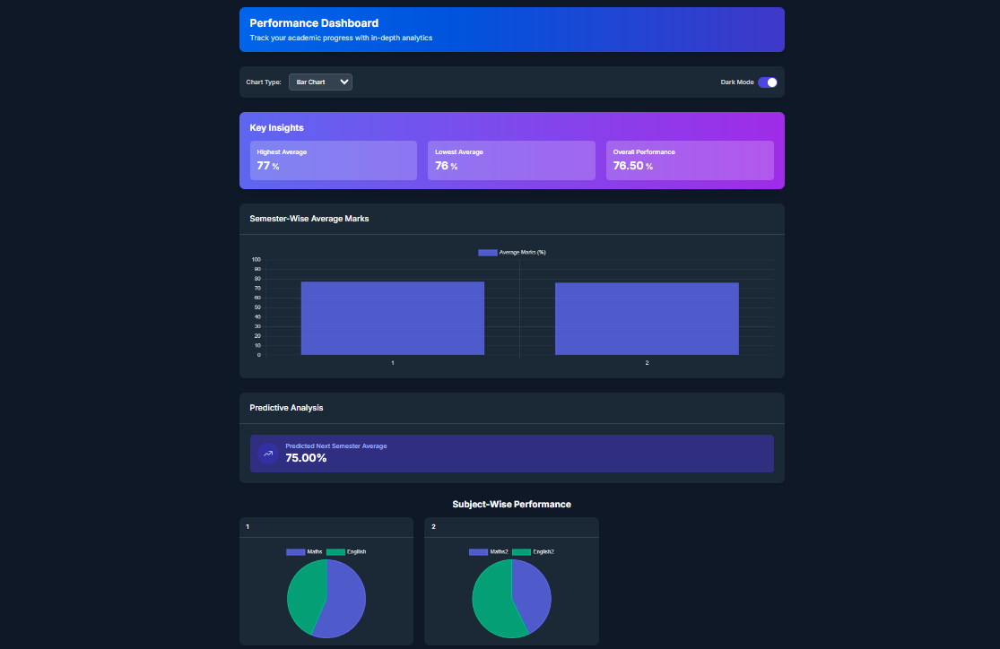 Performance Dashboard
Track your academic progress with in-depth analytics
Chart Type: Bar Chart Dark Mode
Key Insights
Highest Average Lowest Average Overall Performance
77 % 76 % 76.50 %
Semester-Wise Average Marks
Average Marks (%)
100
90
80
70
60
50
40
30
20
10
0
1 2
Predictive Analysis
Predicted Next Semester Average
75.00%
Subject-Wise Performance
1 2
Maths English Maths2 English2